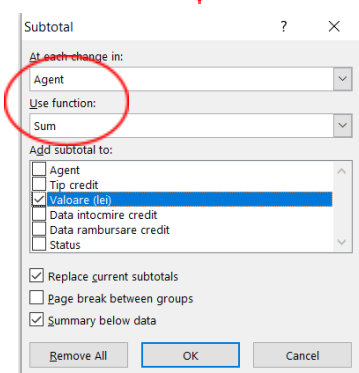 Subtotal ? ×
At each change in:
Agent
Use function:
Sum
Add subtotal to:
Agent
Tip credit
Valoare (lei)
Data intocmire credit
Data rambursare credit
Status
Replace current subtotals
Page break between groups
Summary below data
Remove All OK Cancel